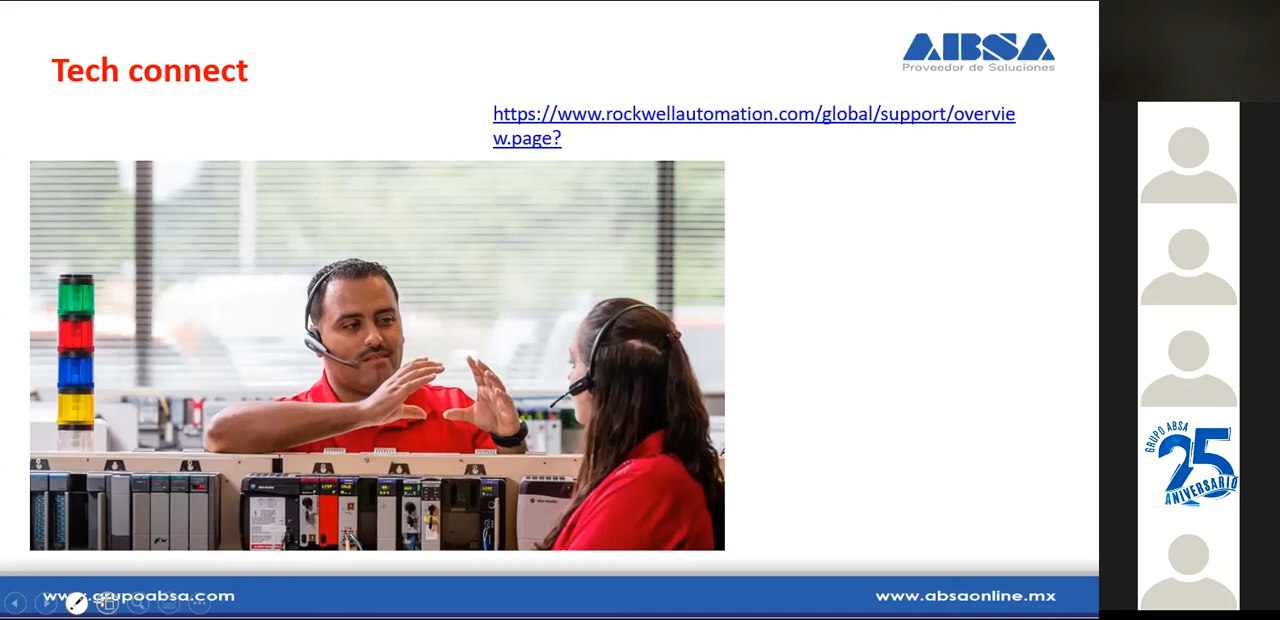 Tech connect
ABSA
Proveedor de Soluciones
https://www.rockwellautomation.com/global/support/overvie
w.page?
GRUPO ABSA
25
ANIVERSARIO
www.grupoabsa.com
www.absaonline.mx